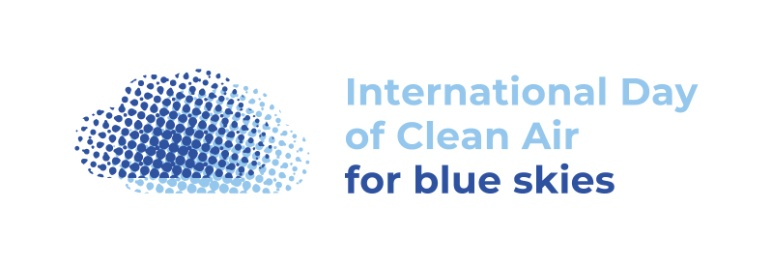 International Day
of Clean Air
for blue skies